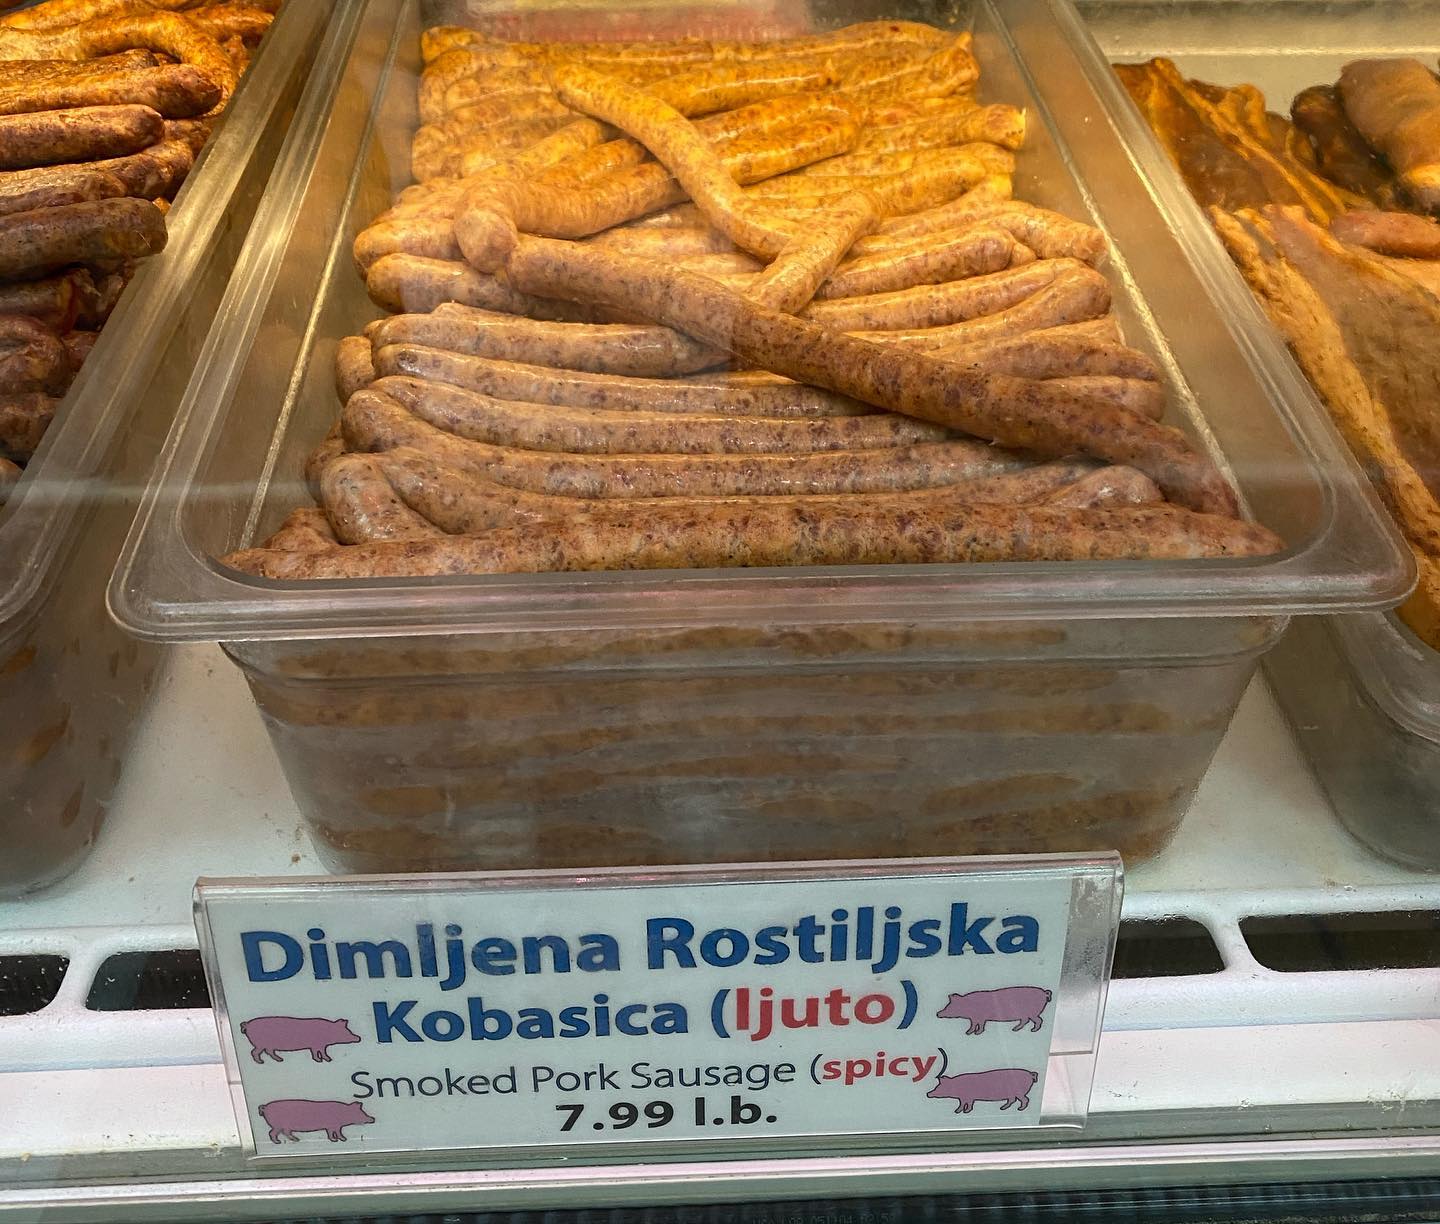 Dimljena Rostiljska
Kobasica (ljuto)
Smoked Pork Sausage (spicy)
7.99 l.b.